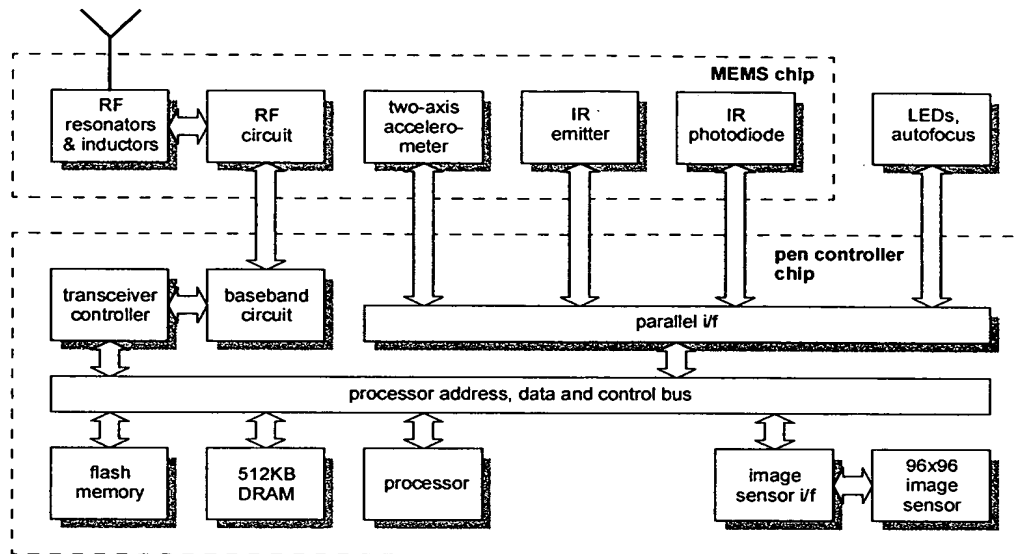 MEMS chip
RF
resonators
& inductors
RF
circuit
two-axis
accelero-
meter
IR
emitter
IR
photodiode
LEDs,
autofocus
pen controller
chip
transceiver
controller
baseband
circuit
parallel i/f
processor address, data and control bus
flash
memory
512KB
DRAM
processor
image
sensor i/f
96x96
image
sensor